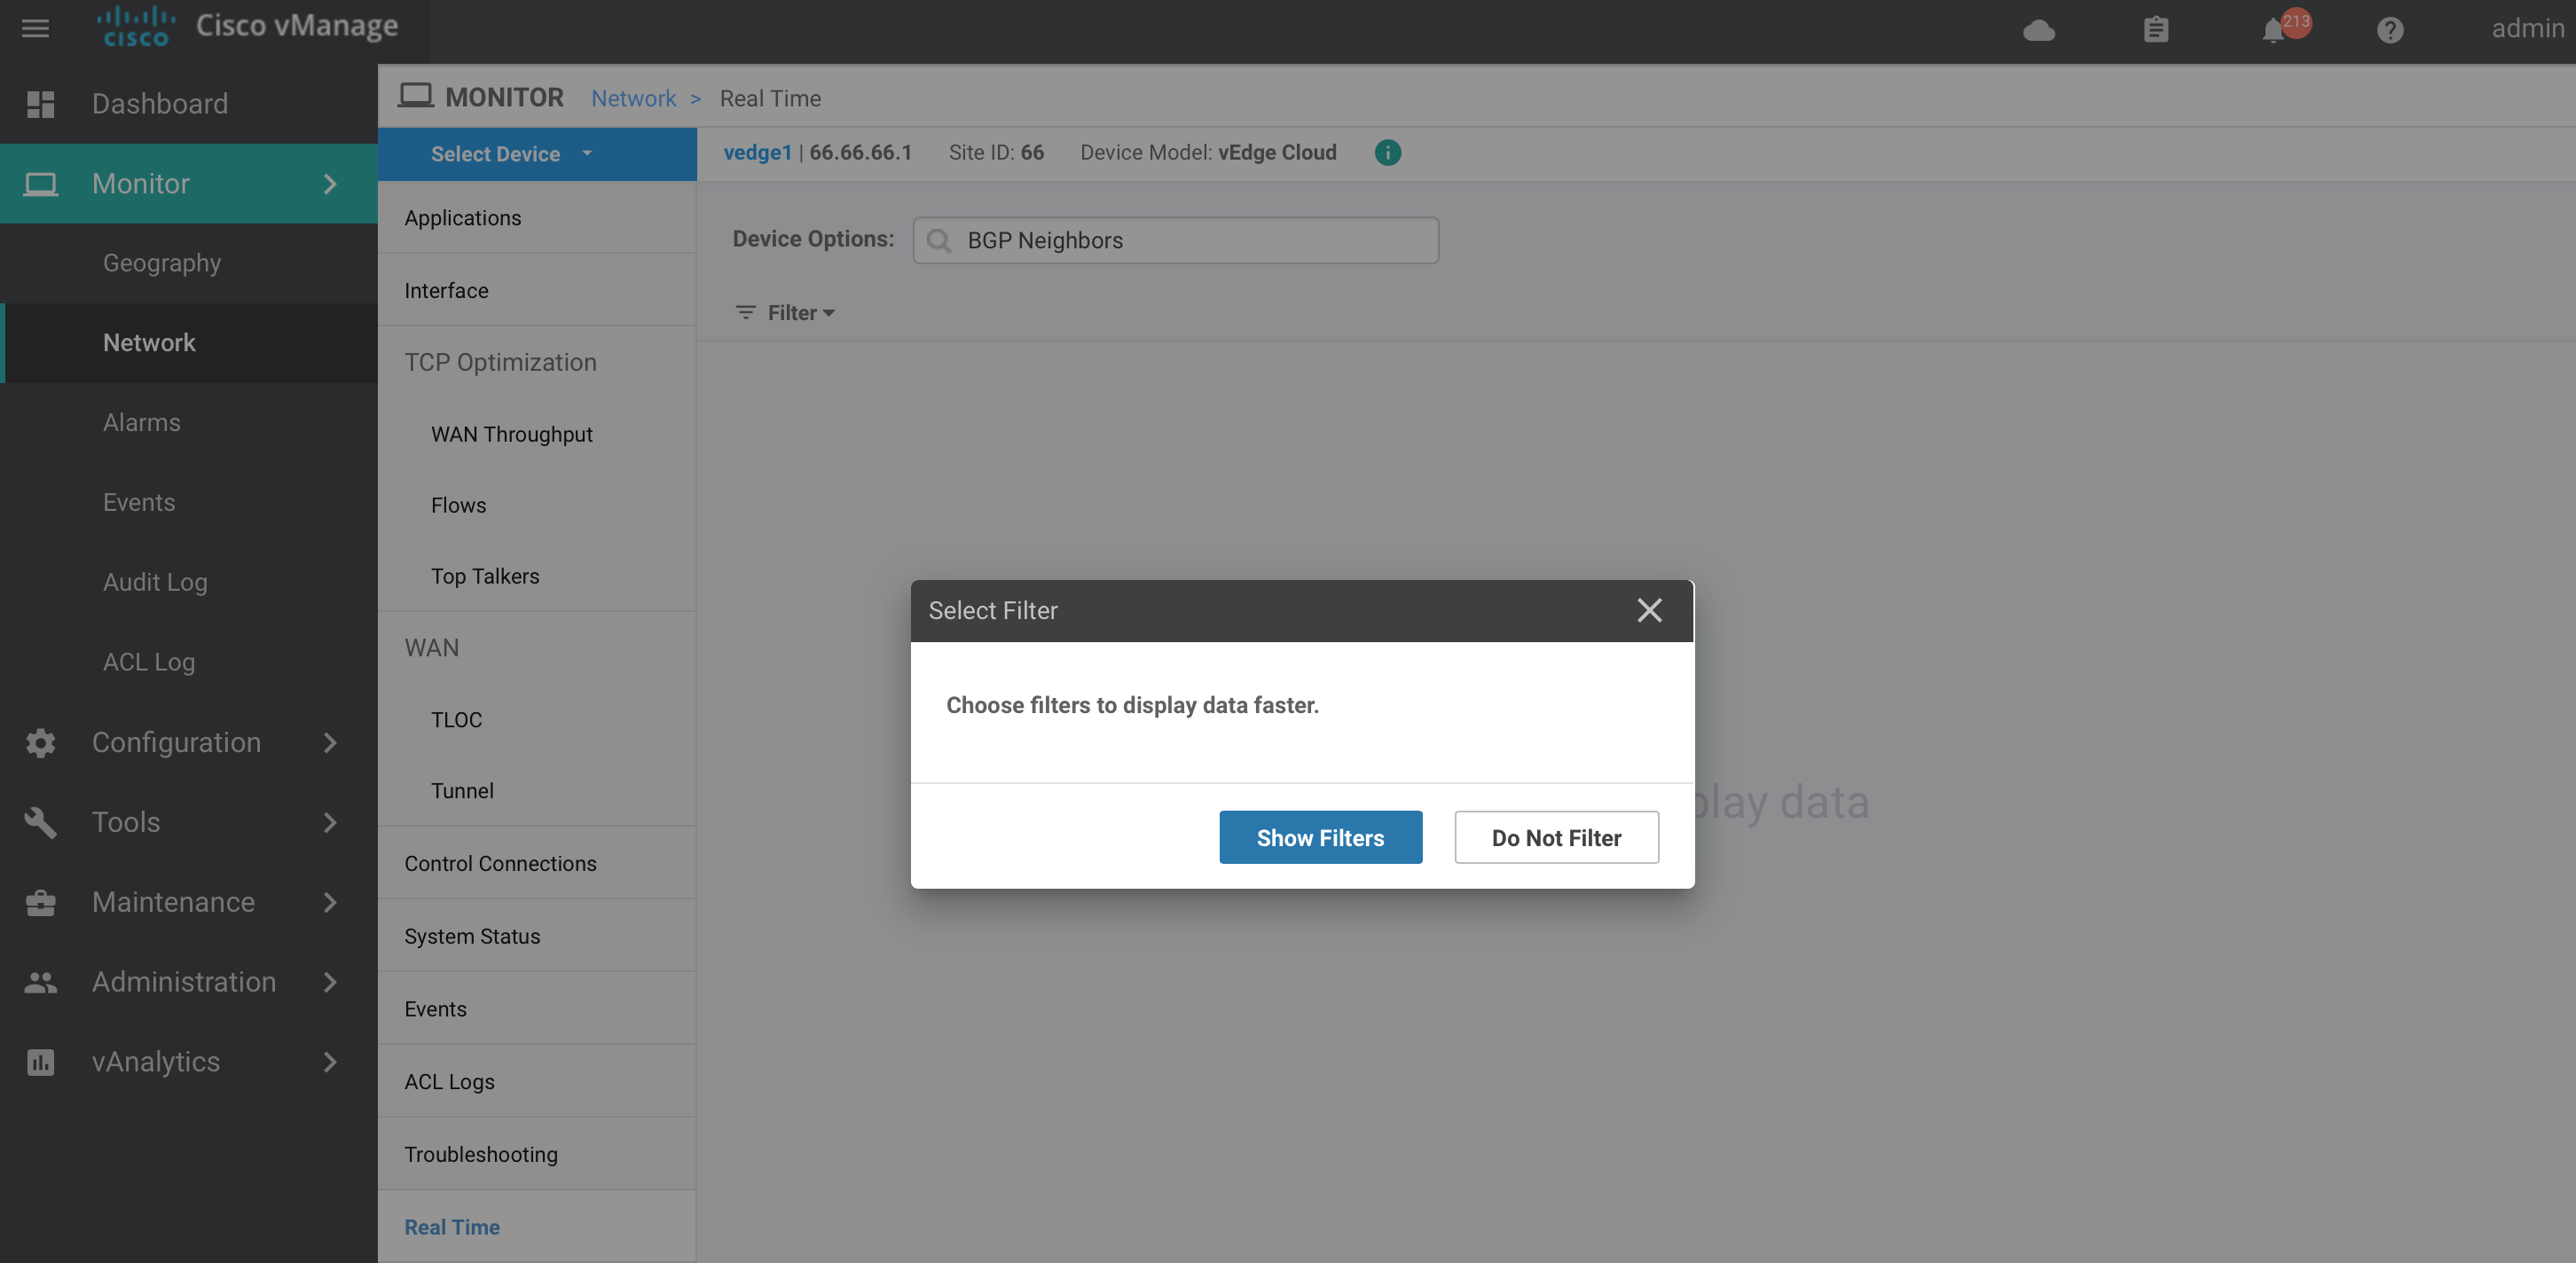 CISCO
Cisco vManage
213
admin
Dashboard
Monitor
Geography
Network
Alarms
Events
Audit Log
ACL Log
Configuration
Tools
Maintenance
Administration
vAnalytics
MONITOR Network > Real Time
Select Device
vedge1 | 66.66.66.1 Site ID: 66 Device Model: vEdge Cloud
Applications
Interface
TCP Optimization
WAN Throughput
Flows
Top Talkers
WAN
TLOC
Tunnel
Control Connections
System Status
Events
ACL Logs
Troubleshooting
Real Time
Device Options: BGP Neighbors
Filter
Select Filter
Choose filters to display data faster.
Show Filters
Do Not Filter
play data